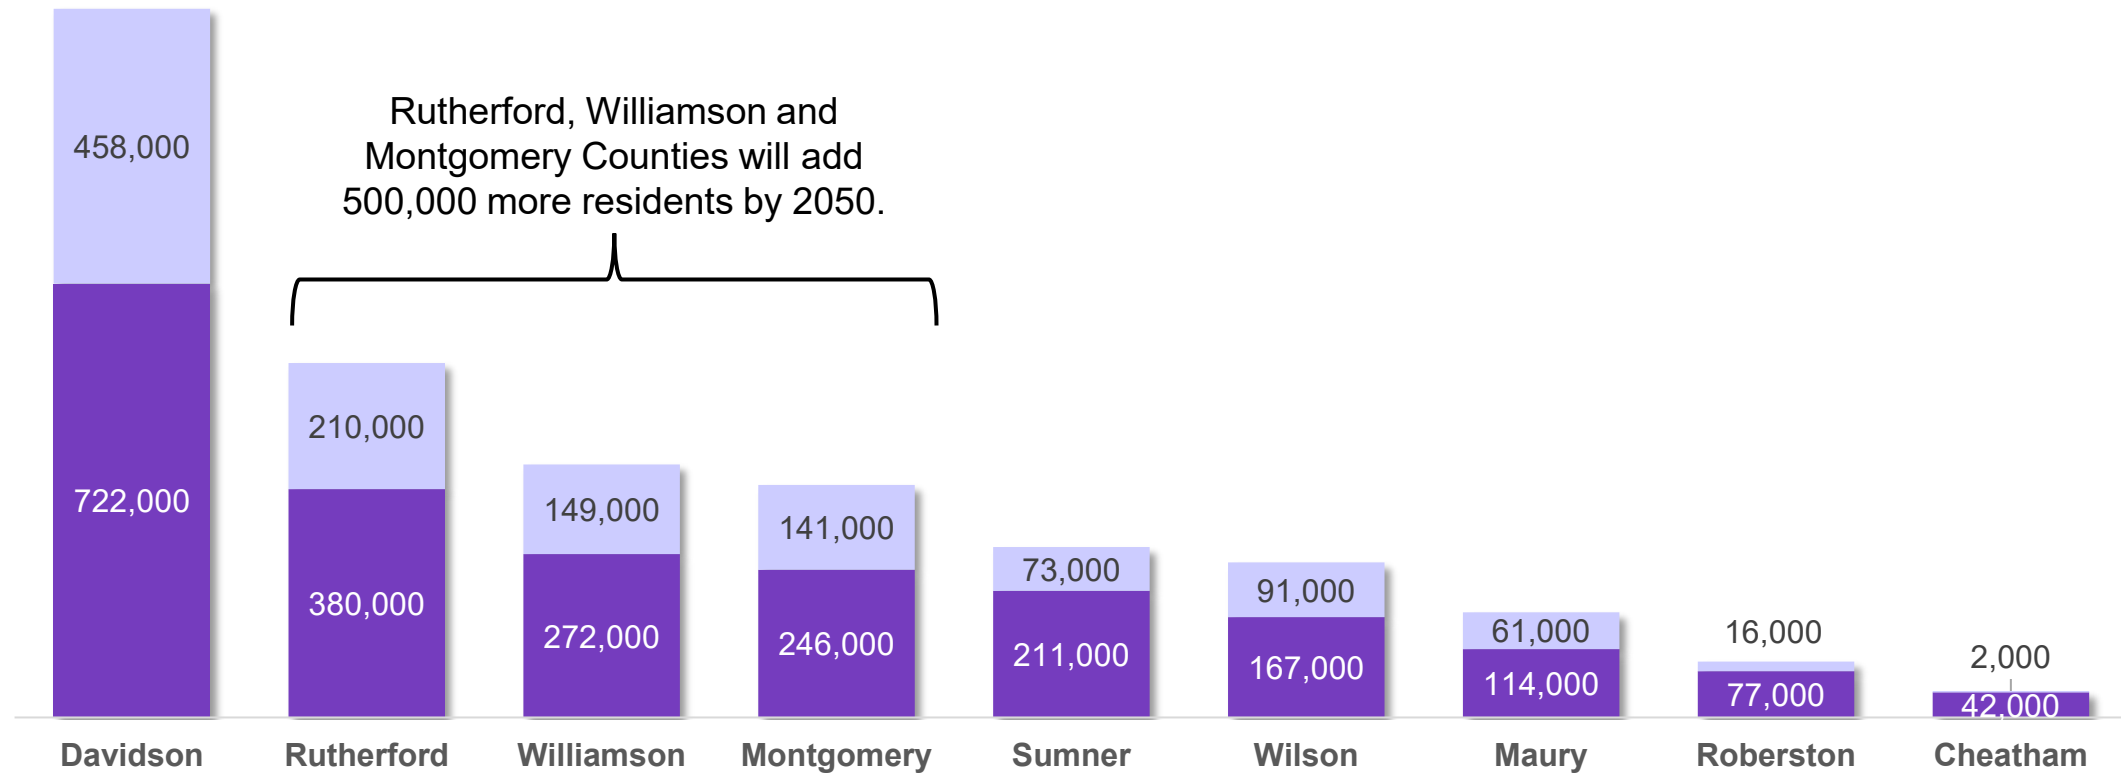 458,000
722,000
Rutherford, Williamson and
Montgomery Counties will add
500,000 more residents by 2050.
210,000
380,000
149,000
272,000
141,000
246,000
73,000
211,000
91,000
167,000
61,000
114,000
16,000
77,000
2,000
42,000
Davidson
Rutherford
Williamson
Montgomery
Sumner
Wilson
Maury
Roberston
Cheatham